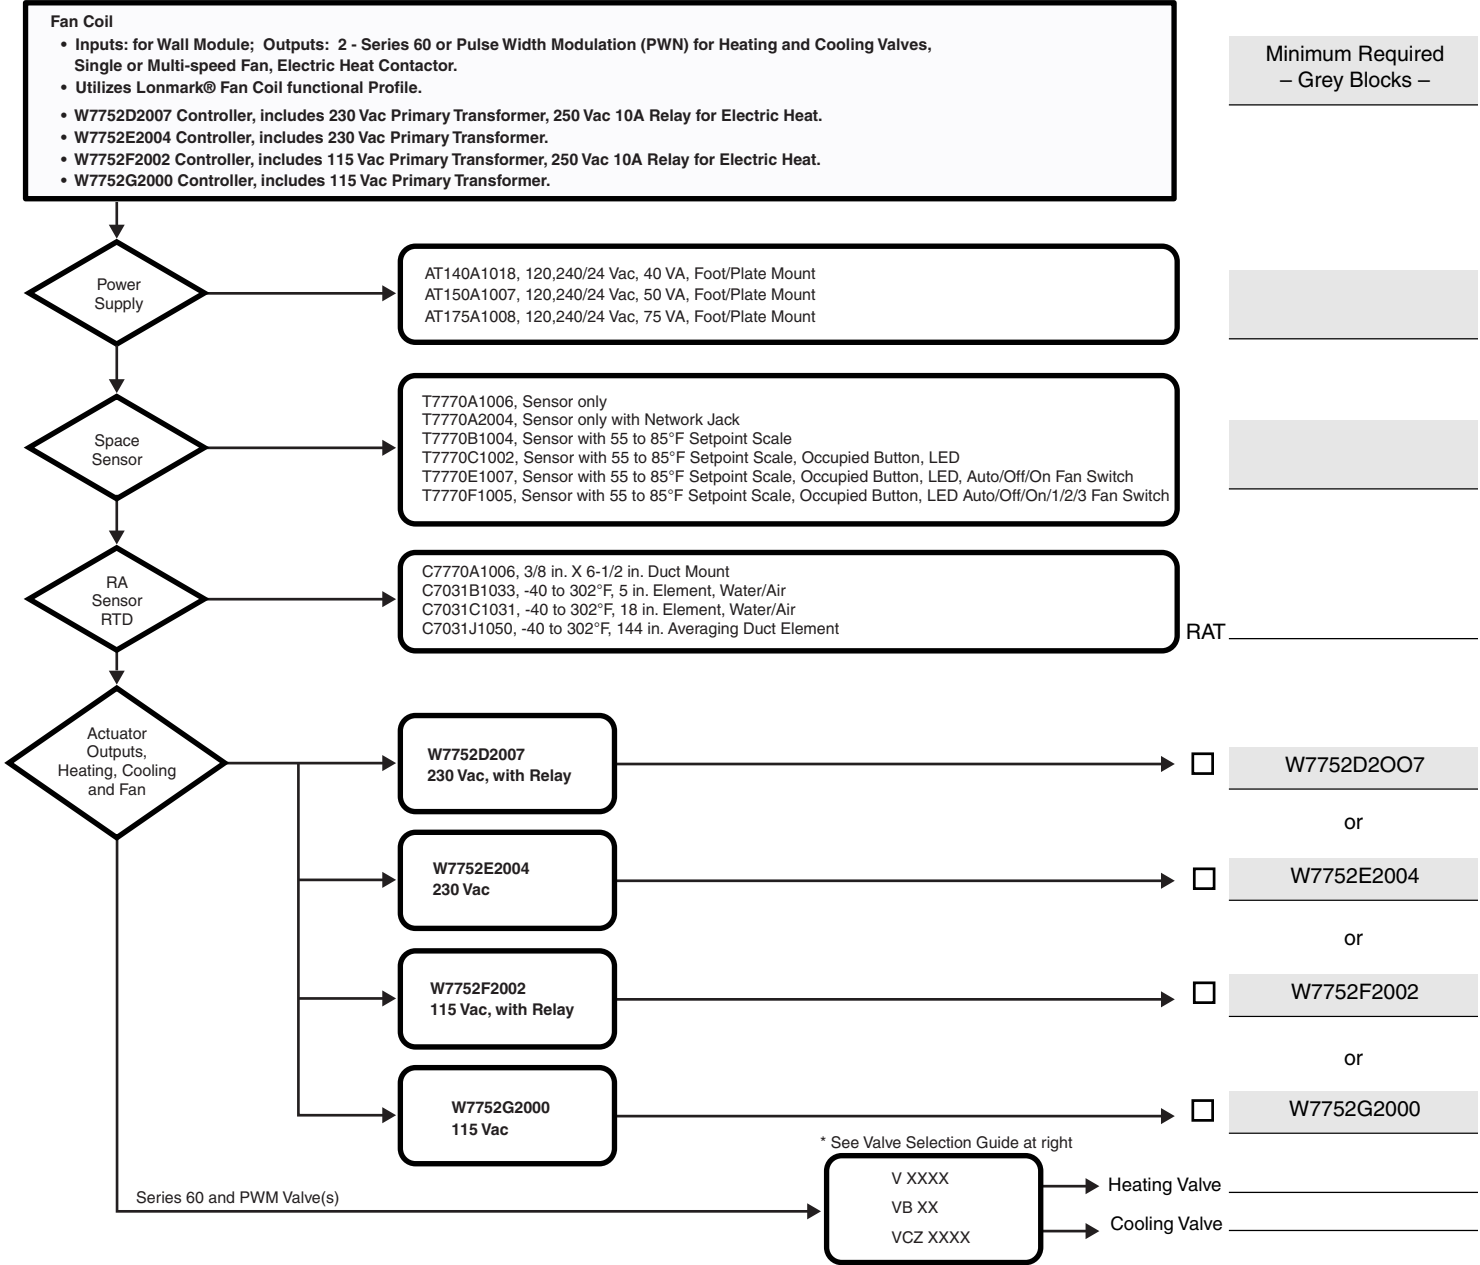 Fan Coil
• Inputs: for Wall Module; Outputs: 2 - Series 60 or Pulse Width Modulation (PWN) for Heating and Cooling Valves,
Single or Multi-speed Fan, Electric Heat Contactor.
• Utilizes Lonmark® Fan Coil functional Profile.
• W7752D2007 Controller, includes 230 Vac Primary Transformer, 250 Vac 10A Relay for Electric Heat.
• W7752E2004 Controller, includes 230 Vac Primary Transformer.
• W7752F2002 Controller, includes 115 Vac Primary Transformer, 250 Vac 10A Relay for Electric Heat.
• W7752G2000 Controller, includes 115 Vac Primary Transformer.
Minimum Required
– Grey Blocks –
Power
Supply
AT140A1018, 120,240/24 Vac, 40 VA, Foot/Plate Mount
AT150A1007, 120,240/24 Vac, 50 VA, Foot/Plate Mount
AT175A1008, 120,240/24 Vac, 75 VA, Foot/Plate Mount
Space
Sensor
T7770A1006, Sensor only
T7770A2004, Sensor only with Network Jack
T7770B1004, Sensor with 55 to 85°F Setpoint Scale
T7770C1002, Sensor with 55 to 85°F Setpoint Scale, Occupied Button, LED
T7770E1007, Sensor with 55 to 85°F Setpoint Scale, Occupied Button, LED, Auto/Off/On Fan Switch
T7770F1005, Sensor with 55 to 85°F Setpoint Scale, Occupied Button, LED Auto/Off/On/1/2/3 Fan Switch
RA
Sensor
RTD
C7770A1006, 3/8 in. X 6-1/2 in. Duct Mount
C7031B1033, -40 to 302°F, 5 in. Element, Water/Air
C7031C1031, -40 to 302°F, 18 in. Element, Water/Air
C7031J1050, -40 to 302°F, 144 in. Averaging Duct Element
RAT
Actuator
Outputs,
Heating, Cooling
and Fan
W7752D2007
230 Vac, with Relay
W7752D2OO7
or
W7752E2004
230 Vac
W7752E2004
or
W7752F2002
115 Vac, with Relay
W7752F2002
or
W7752G2000
115 Vac
W7752G2000
* See Valve Selection Guide at right
Series 60 and PWM Valve(s)
V XXXX
VB XX
VCZ XXXX
Heating Valve
Cooling Valve